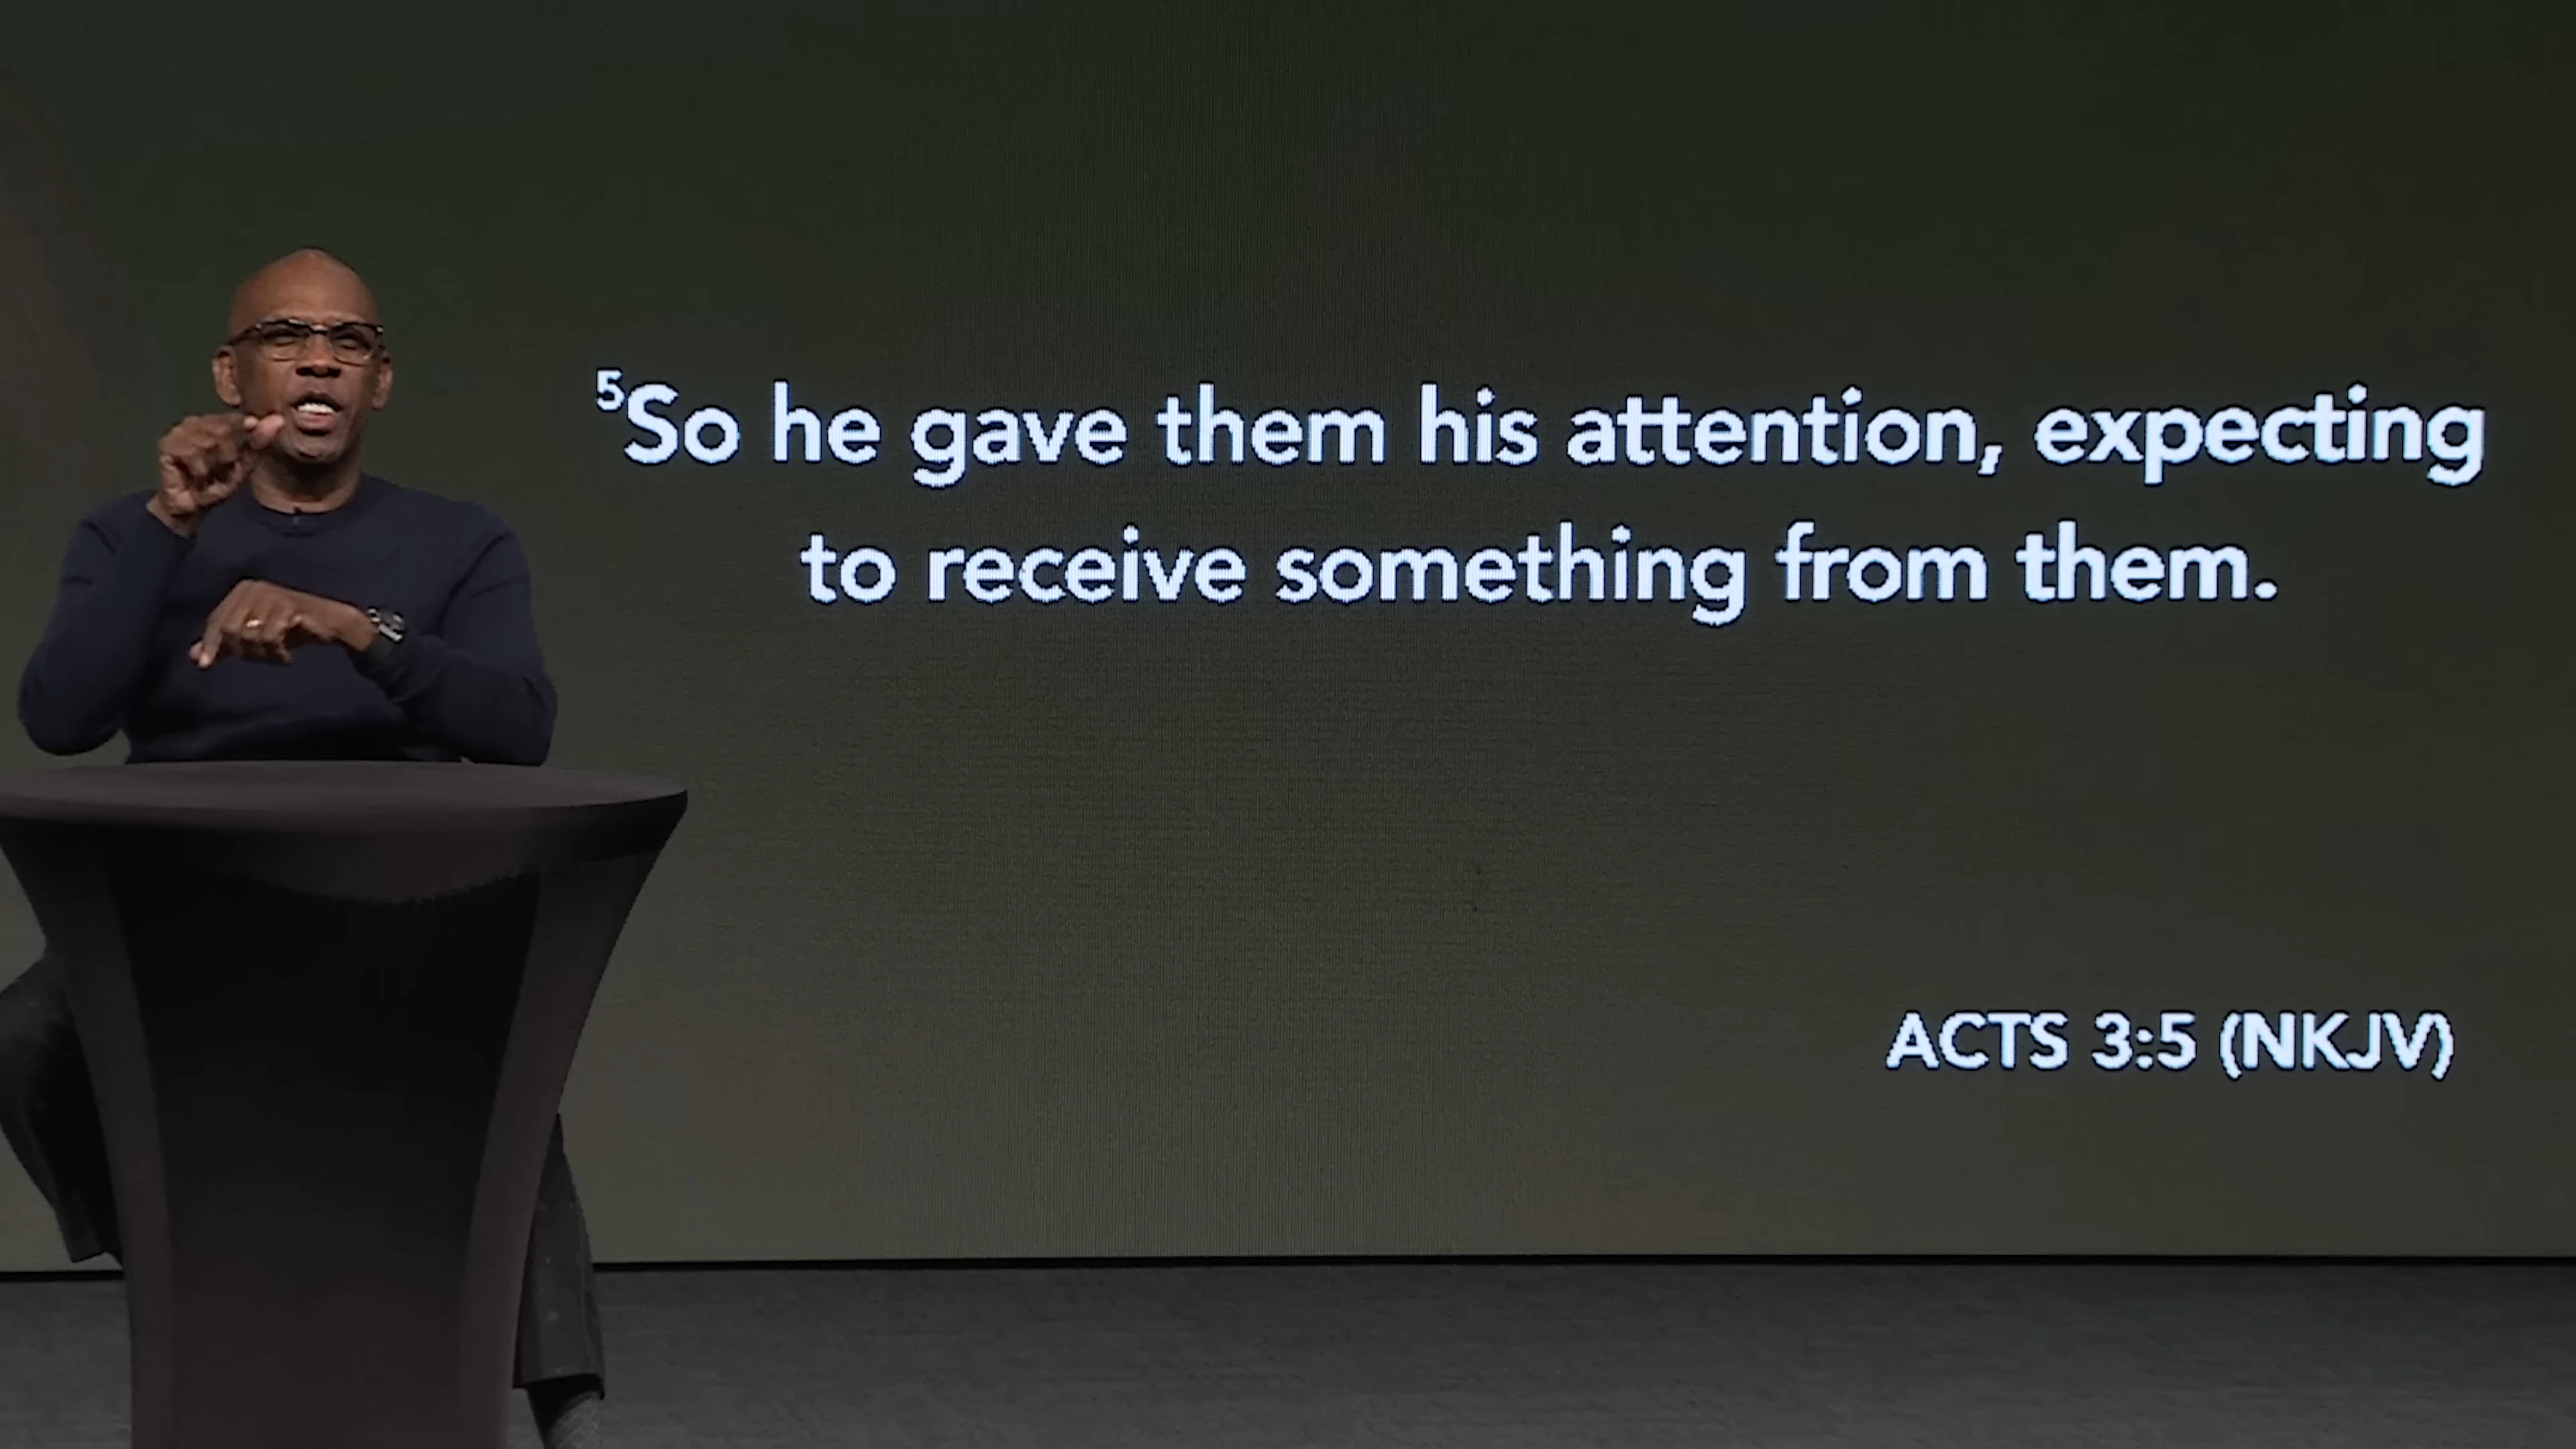 ⁵So he gave them his attention, expecting
to receive something from them.
ACTS 3:5 (NKJV)